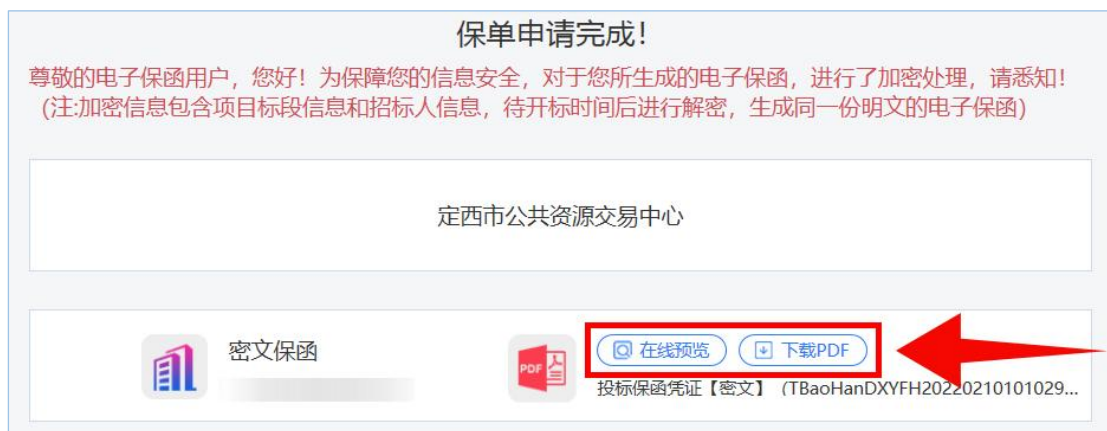 保单申请完成！
尊敬的电子保函用户，您好！为保障您的信息安全，对于您所生成的电子保函，进行了加密处理，请悉知！
(注:加密信息包含项目标段信息和招标人信息，待开标时间后进行解密，生成同一份明文的电子保函)
定西市公共资源交易中心
密文保函
PDF
在线预览 下载PDF
投标保函凭证【密文】 (TBaoHanDXYFH20220210101029...